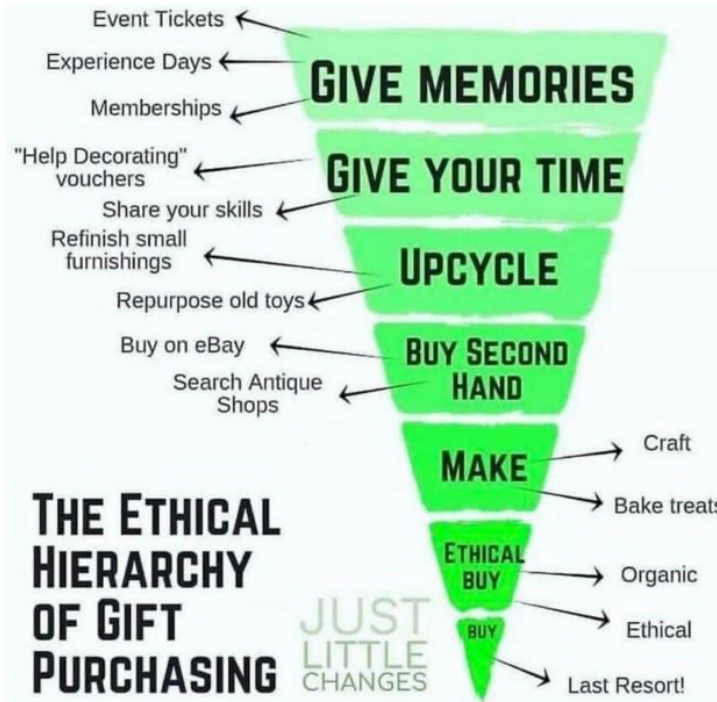 Event Tickets
Experience Days
Memberships
GIVE MEMORIES
"Help Decorating"
vouchers
Share your skills
GIVE YOUR TIME
Refinish small
furnishings
Repurpose old toys
UPCYCLE
Buy on eBay
Search Antique
Shops
BUY SECOND
HAND
MAKE
Craft
Bake treats
ETHICAL
BUY
Organic
Ethical
BUY
Last Resort!
THE ETHICAL
HIERARCHY
OF GIFT
PURCHASING
JUST
LITTLE
CHANGES